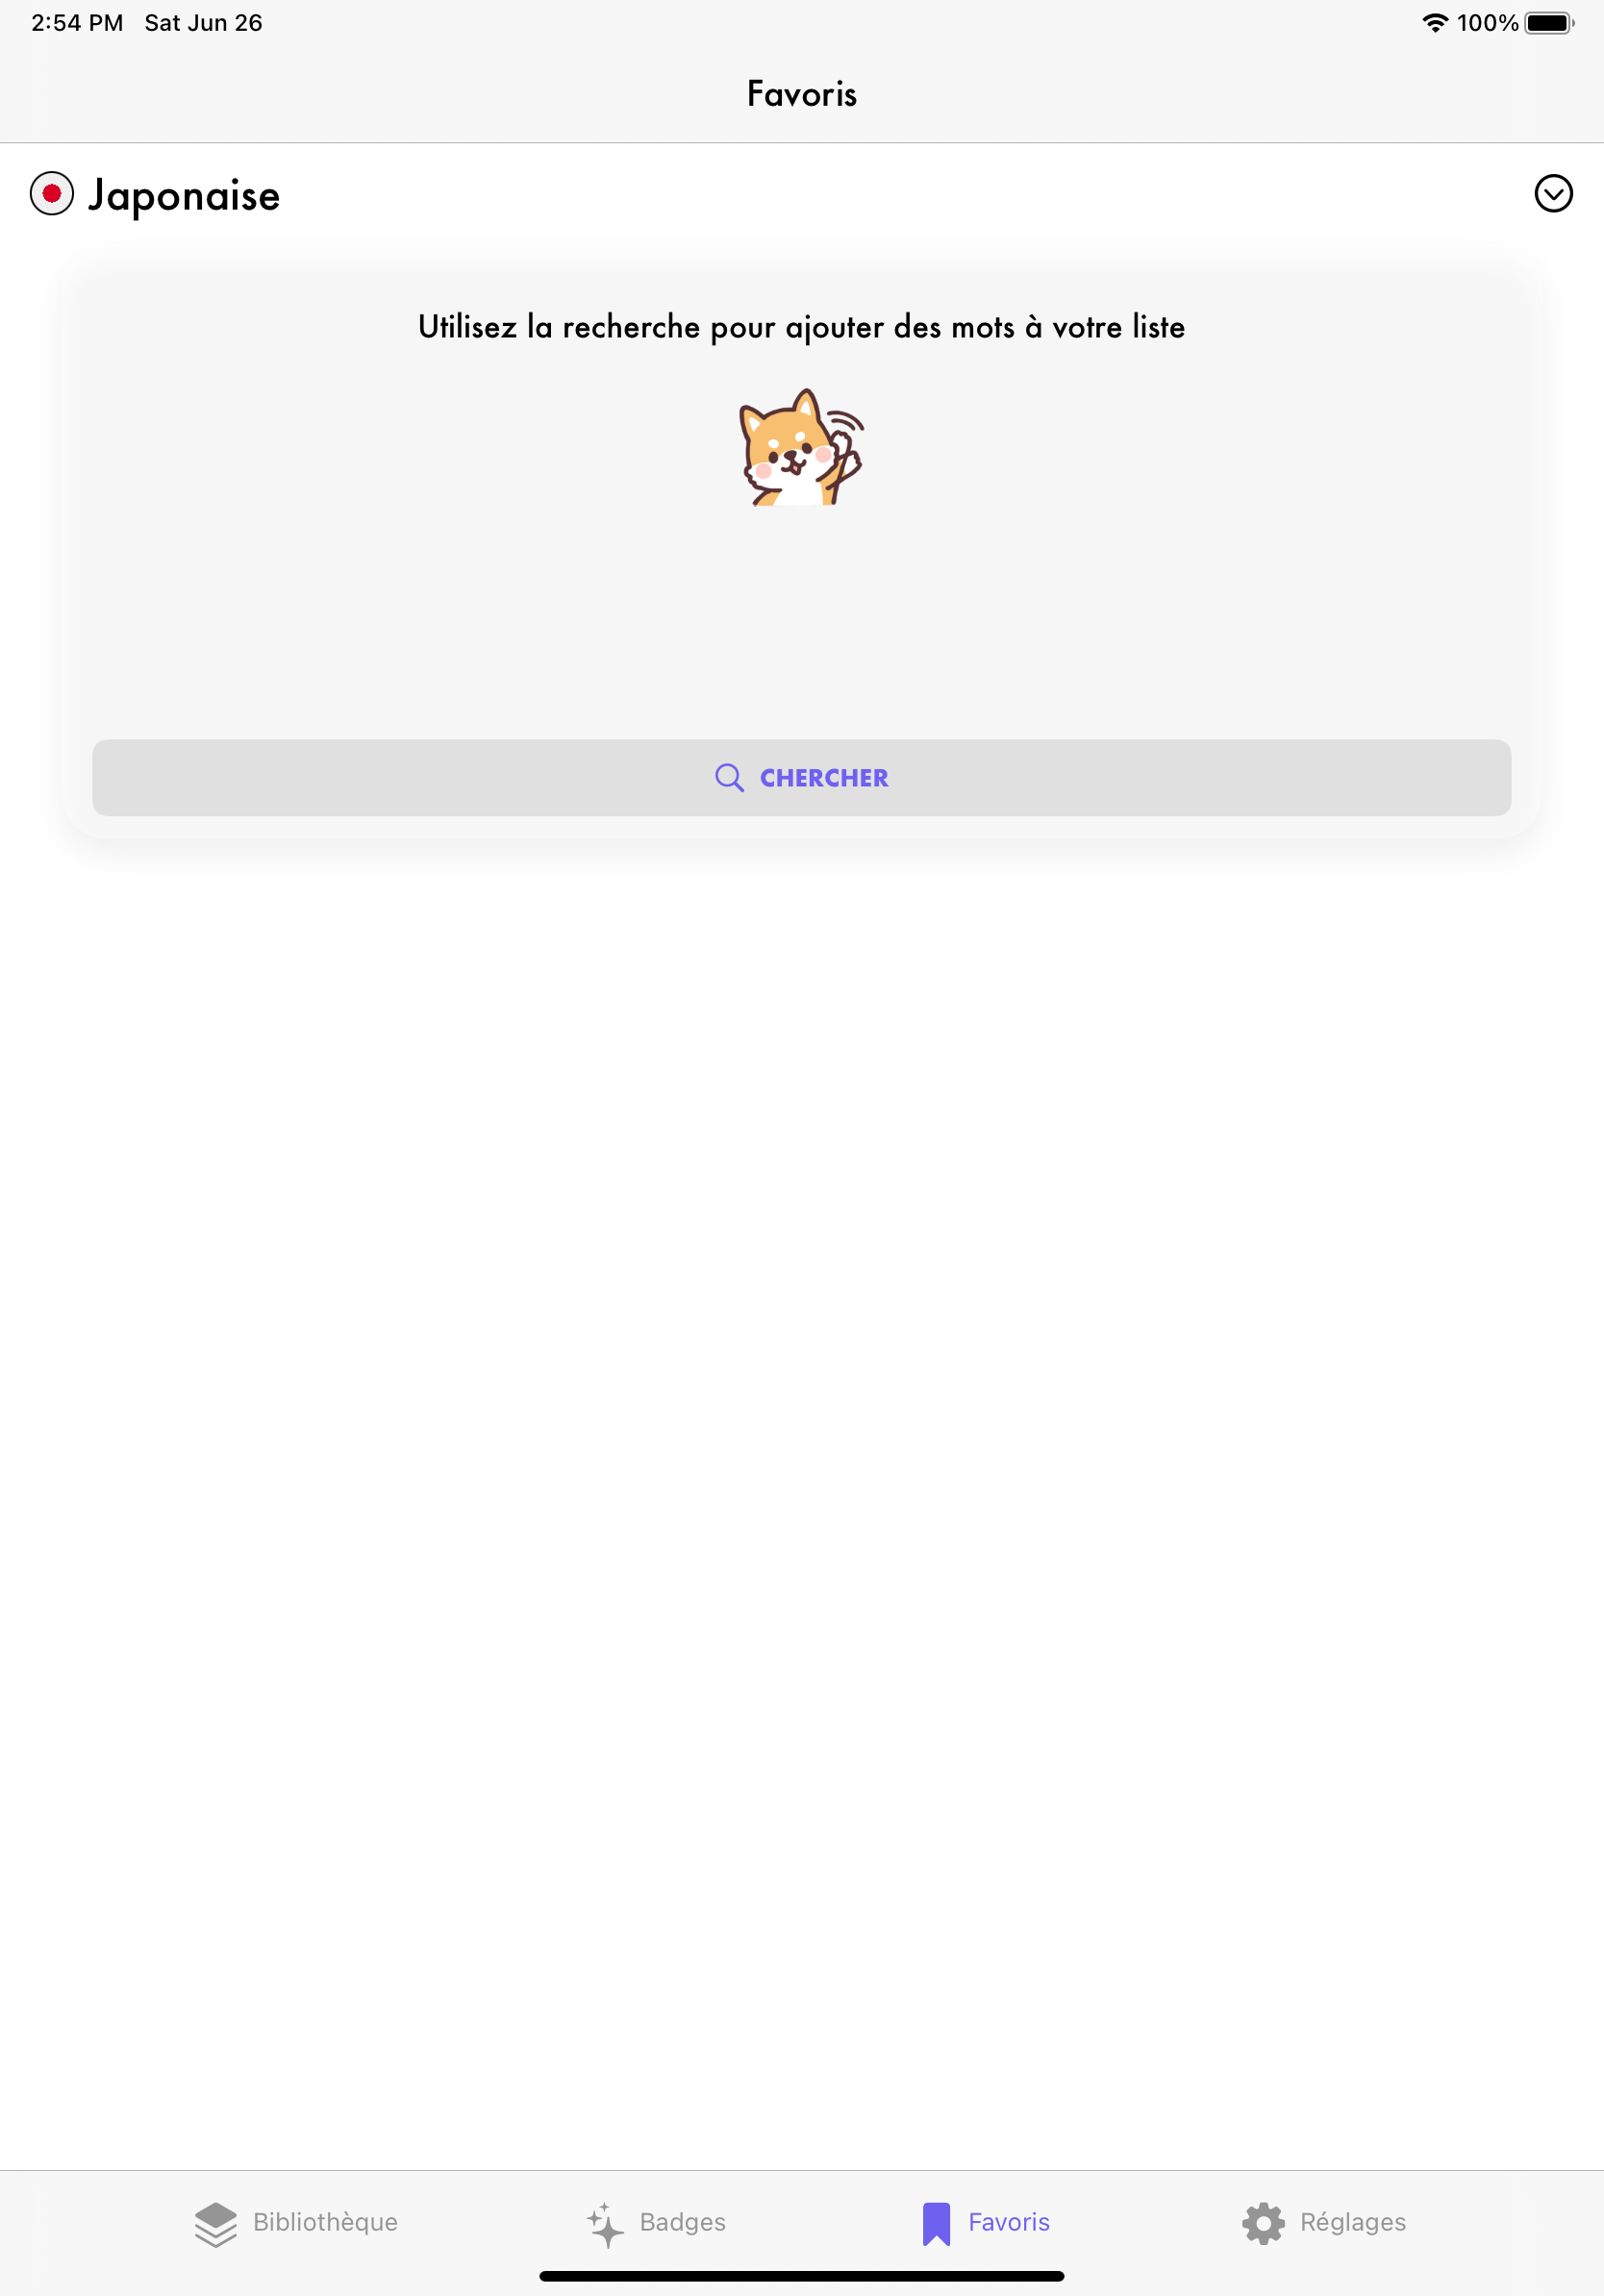 2:54 PM Sat Jun 26 100%
Favoris
Japonaise
Utilisez la recherche pour ajouter des mots à votre liste
CHERCHER
Bibliothèque Badges Favoris Réglages